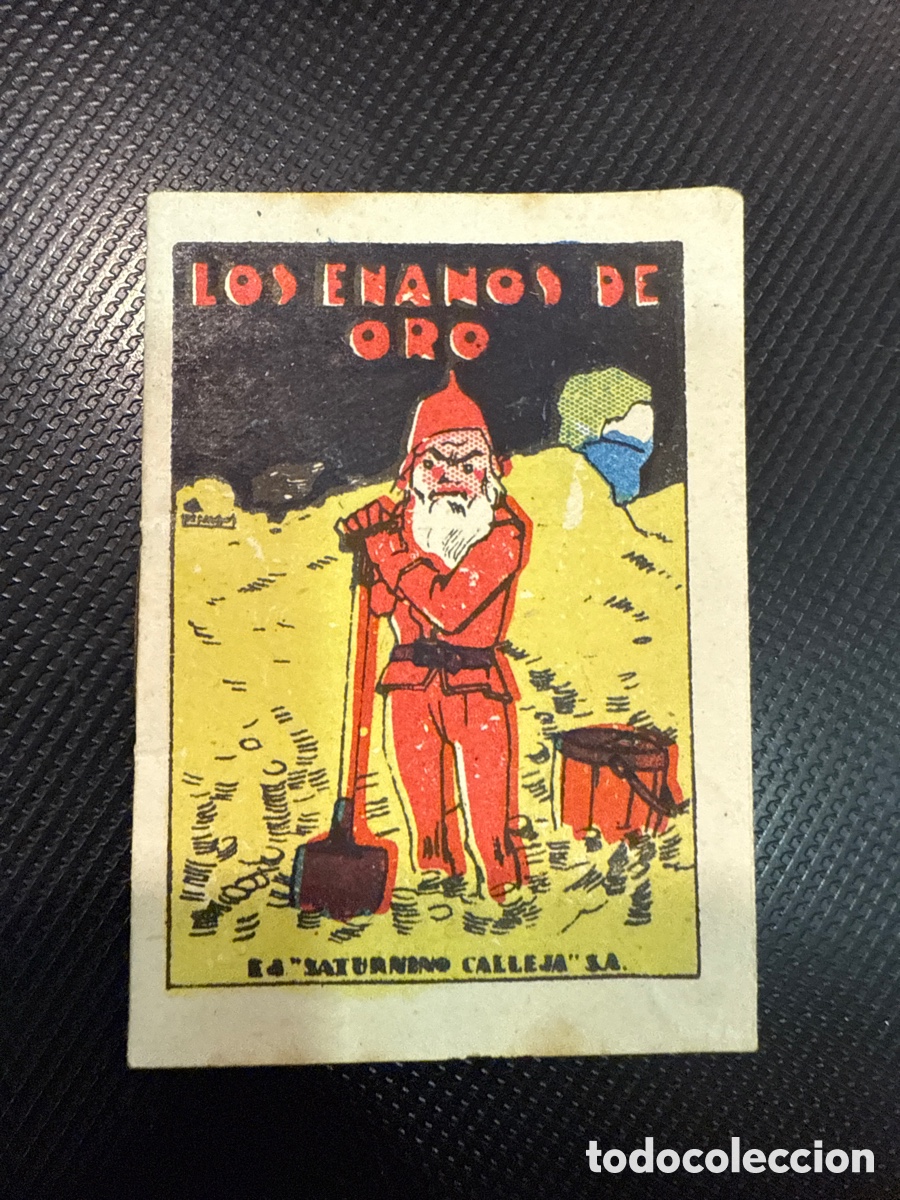 LOS ENANOS DE
ORO
Ed "SATURNINO CALLEJA" S.A.
todocoleccion